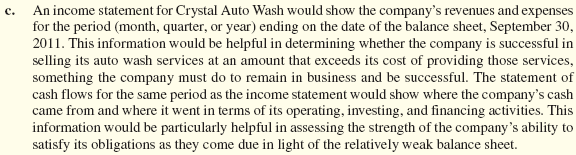 c. An income statement for Crystal Auto Wash would show the company's revenues and expenses
for the period (month, quarter, or year) ending on the date of the balance sheet, September 30,
2011. This information would be helpful in determining whether the company is successful in
selling its auto wash services at an amount that exceeds its cost of providing those services,
something the company must do to remain in business and be successful. The statement of
cash flows for the same period as the income statement would show where the company's cash
came from and where it went in terms of its operating, investing, and financing activities. This
information would be particularly helpful in assessing the strength of the company's ability to
satisfy its obligations as they come due in light of the relatively weak balance sheet.